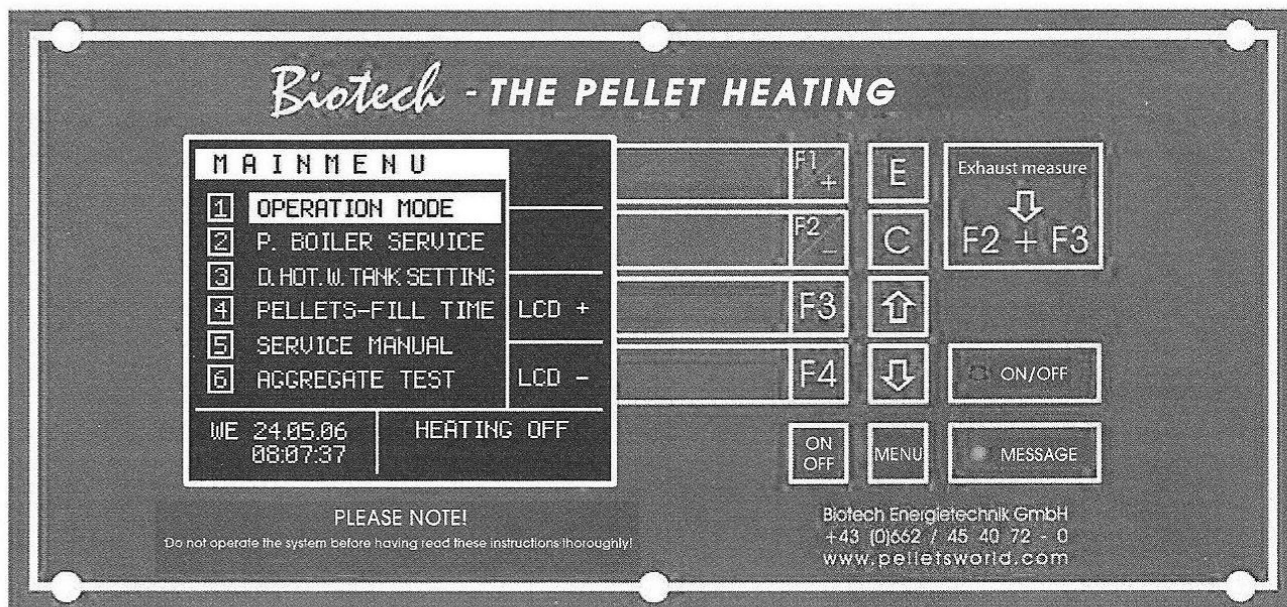 Biotech - THE PELLET HEATING
MAINMENU
1 OPERATION MODE
2 P. BOILER SERVICE
3 D.HOT.W.TANK SETTING
4 PELLETS-FILL TIME
5 SERVICE MANUAL
6 AGGREGATE TEST
LCD +
LCD -
WE 24.05.06
08:07:37
HEATING OFF
F1 +
F2 -
F3
F4
E
C
ON
OFF
MENU
Exhaust measure
F2 + F3
ON/OFF
MESSAGE
PLEASE NOTE!
Do not operate the system before having read these instructions thoroughly!
Biotech Energietechnik GmbH
+43 (0)662 / 45 40 72 - 0
www.pelletsworld.com